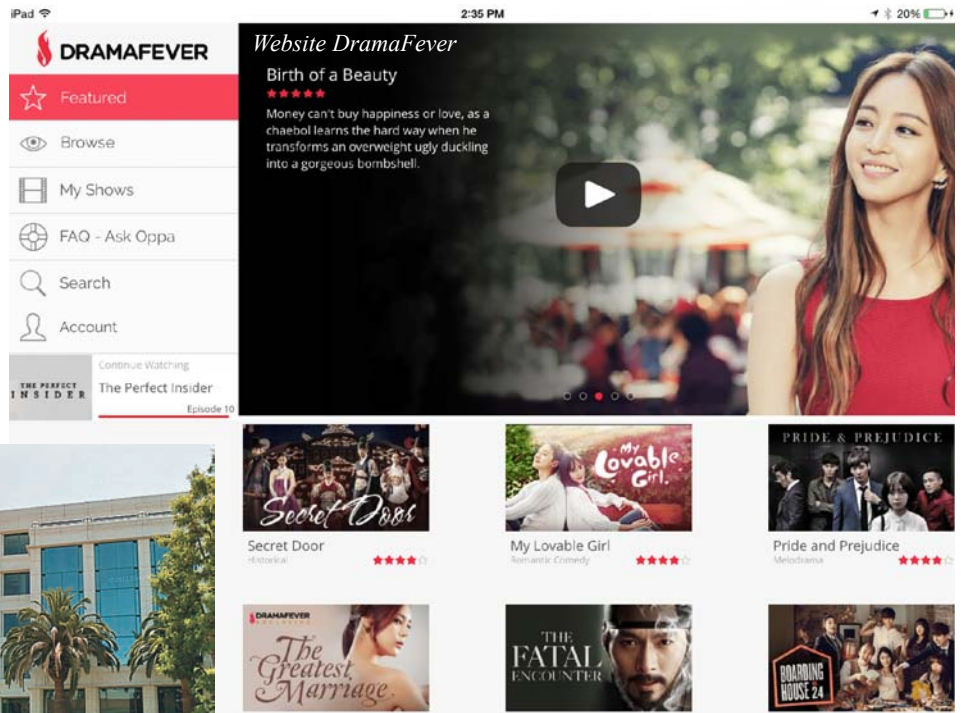 iPad
2:35 PM
20%
DRAMAFEVER
Featured
Browse
My Shows
FAQ - Ask Oppa
Search
Account
Continue Watching
THE PERFECT
INSIDER
The Perfect Insider
Episode 10
Website DramaFever
Birth of a Beauty
Money can't buy happiness or love, as a
chaebol learns the hard way when he
transforms an overweight ugly duckling
into a gorgeous bombshell.
Secret Door
Secret Door
Historical
My
Lovable
Girl.
My Lovable Girl
Romantic Comedy
PRIDE & PREJUDICE
Pride and Prejudice
Melodrama
DRAMAFEVER
The
Greatest
Marriage
THE
FATAL
ENCOUNTER
BOARDING
HOUSE 24